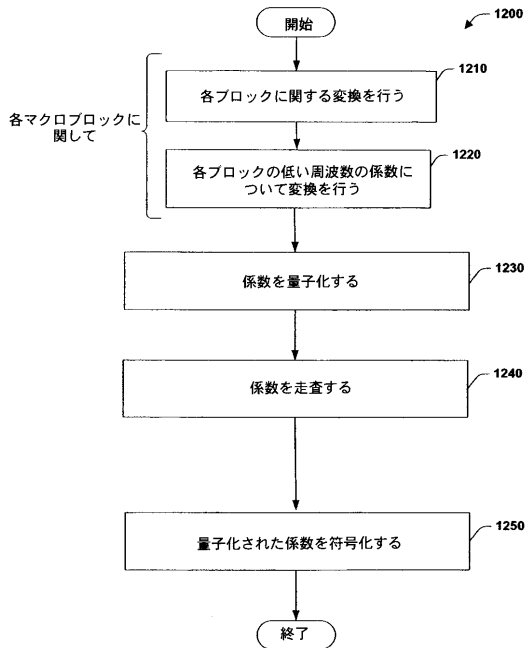 開始
1200
1210
各ブロックに関する変換を行う
各マクロブロックに
関して
1220
各ブロックの低い周波数の係数に
ついて変換を行う
1230
係数を量子化する
1240
係数を走査する
1250
量子化された係数を符号化する
終了